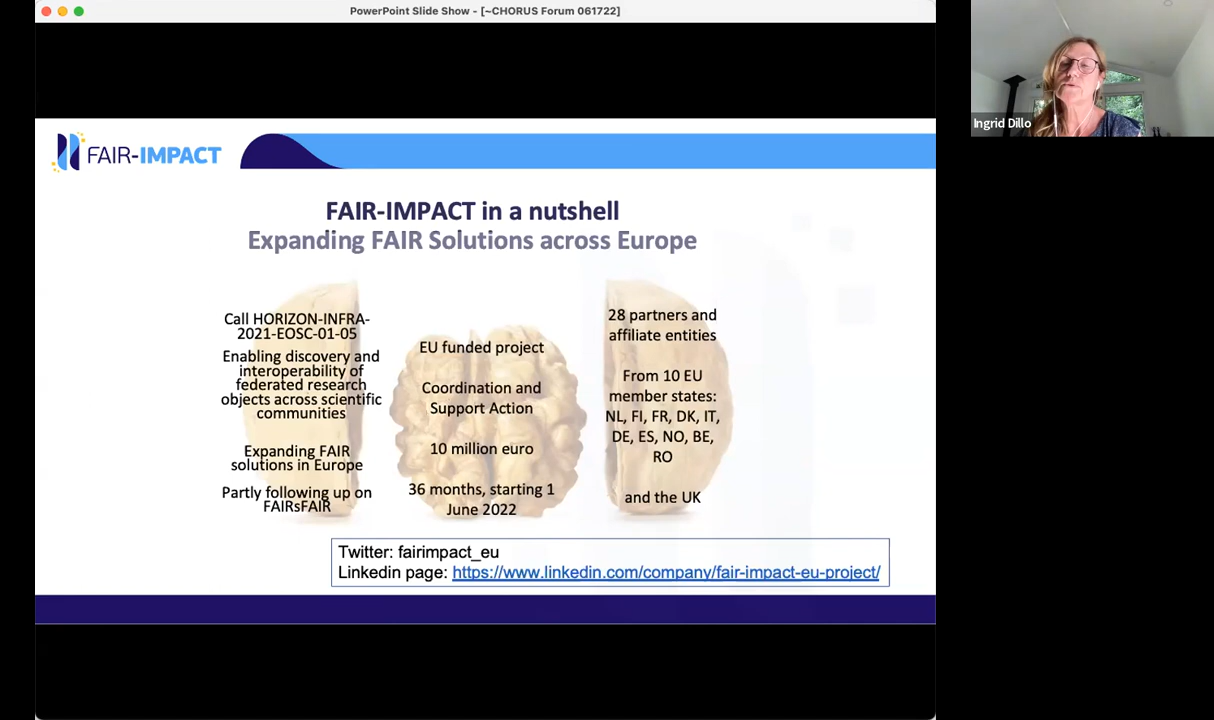 PowerPoint Slide Show - [~CHORUS Forum 061722]
Ingrid Dillo
FAIR-IMPACT
FAIR-IMPACT in a nutshell
Expanding FAIR Solutions across Europe
Call HORIZON-INFRA-
2021-EOSC-01-05
Enabling discovery and
interoperability of
federated research
objects across scientific
communities
Expanding FAIR
solutions in Europe
Partly following up on
FAIRsFAIR
EU funded project
Coordination and
Support Action
10 million euro
36 months, starting 1
June 2022
28 partners and
affiliate entities
From 10 EU
member states:
NL, FI, FR, DK, IT,
DE, ES, NO, BE,
RO
and the UK
Twitter: fairimpact_eu
Linkedin page: https://www.linkedin.com/company/fair-impact-eu-project/